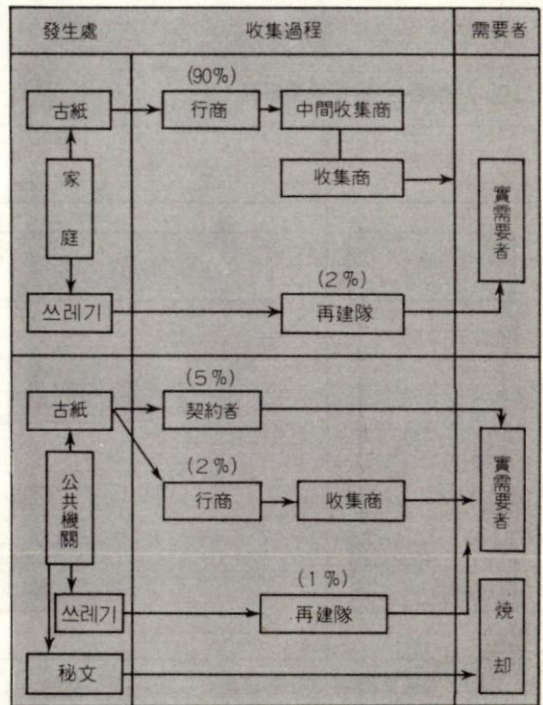 發生處 收集過程 需要者
(90%)
古紙 行商 中間收集商
收集商
家庭
實需要者
(2%)
쓰레기 再建隊
(5%)
古紙 契約者
(2%)
行商 收集商
公共機關
實需要者
(1%)
쓰레기 再建隊
燒却
秘文